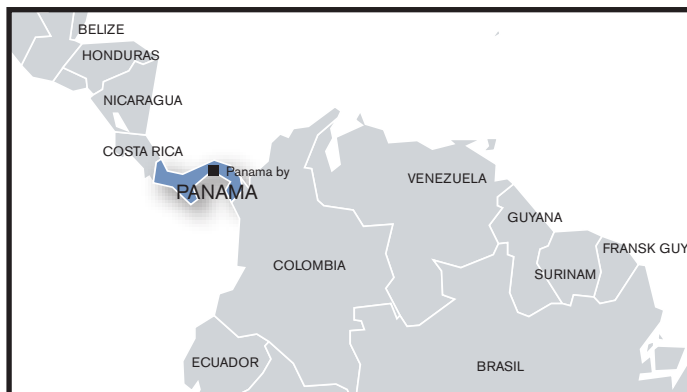 BELIZE
HONDURAS
NICARAGUA
COSTA RICA
Panama by
PANAMA
VENEZUELA
GUYANA
FRANSK GUY
SURINAM
COLOMBIA
ECUADOR
BRASIL